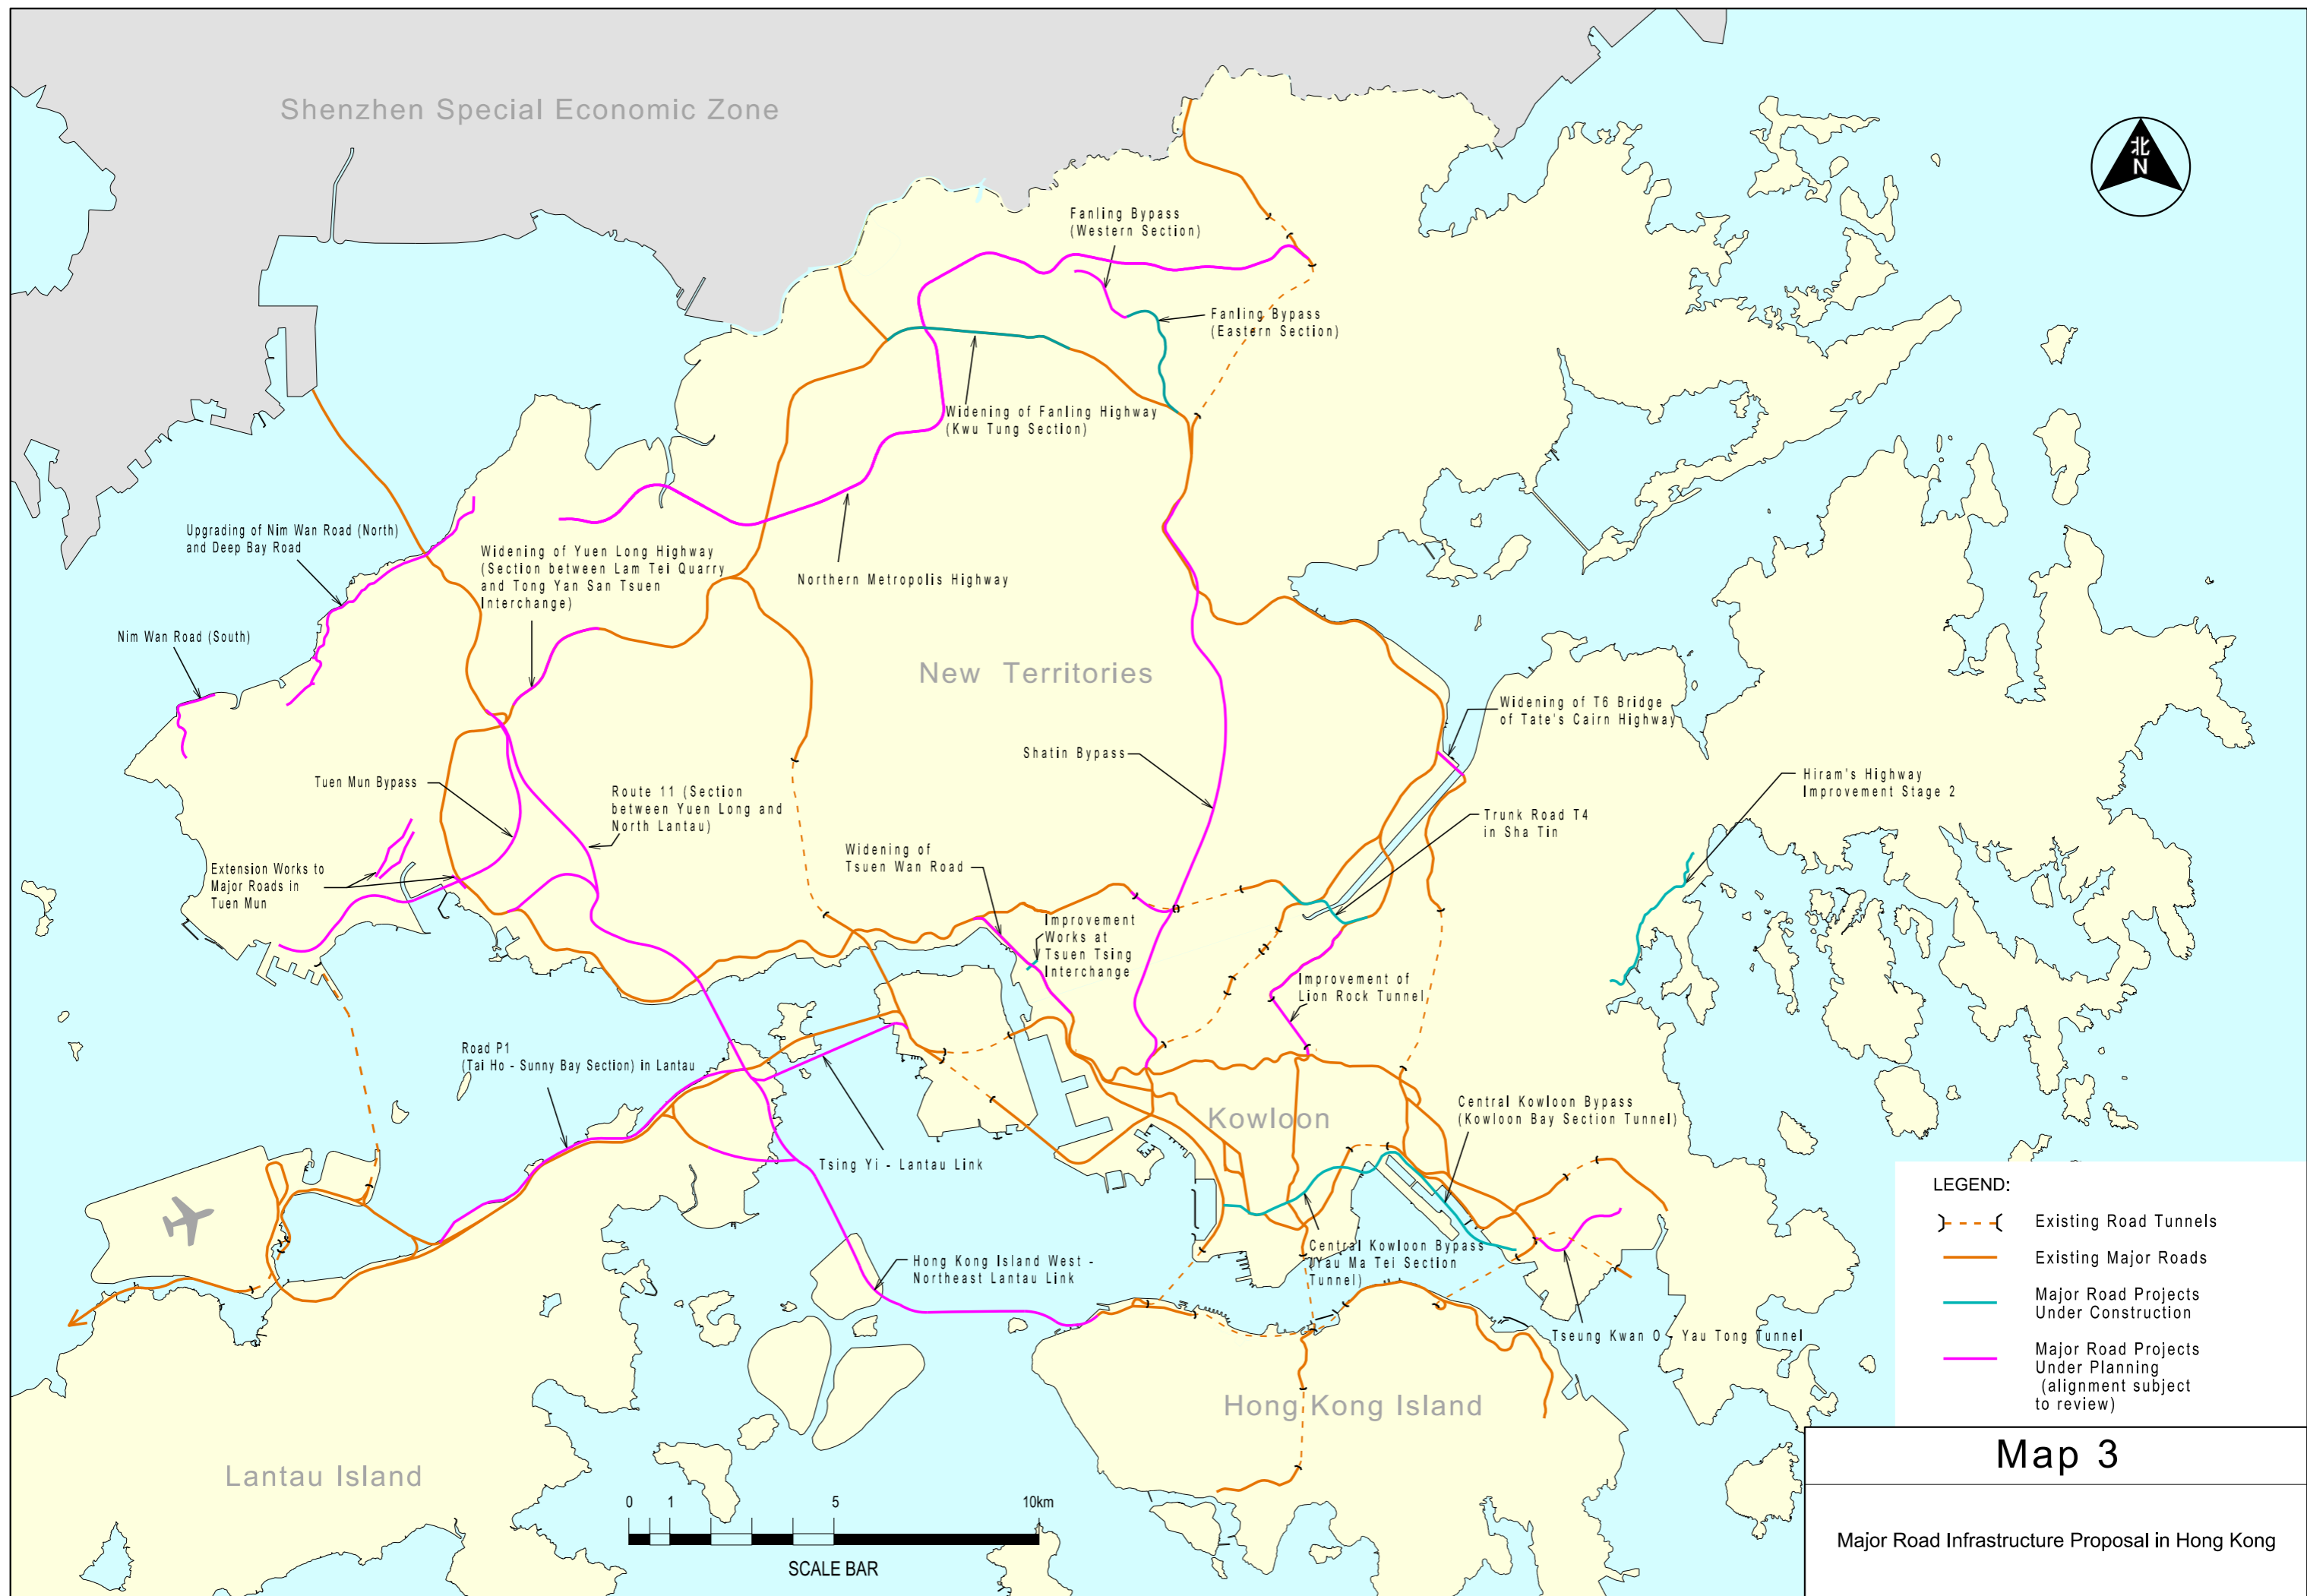 Shenzhen Special Economic Zone
北
N
Fanling Bypass
(Western Section)
Fanling Bypass
(Eastern Section)
Widening of Fanling Highway
(Kwu Tung Section)
Upgrading of Nim Wan Road (North)
and Deep Bay Road
Widening of Yuen Long Highway
(Section between Lam Tei Quarry
and Tong Yan San Tsuen
Interchange)
Northern Metropolis Highway
Nim Wan Road (South)
New Territories
Widening of T6 Bridge
of Tate's Cairn Highway
Shatin Bypass
Tuen Mun Bypass
Route 11 (Section
between Yuen Long and
North Lantau)
Hiram's Highway
Improvement Stage 2
Trunk Road T4
in Sha Tin
Widening of
Tsuen Wan Road
Extension Works to
Major Roads in
Tuen Mun
Improvement
Works at
Tsuen Tsing
Interchange
Improvement of
Lion Rock Tunnel
Road P1
(Tai Ho - Sunny Bay Section) in Lantau
Kowloon
Central Kowloon Bypass
(Kowloon Bay Section Tunnel)
Tsing Yi - Lantau Link
Hong Kong Island West -
Northeast Lantau Link
Central Kowloon Bypass
(Yau Ma Tei Section
Tunnel)
Tseung Kwan O - Yau Tong Tunnel
Hong Kong Island
Lantau Island
0 1 5 10km
SCALE BAR
LEGEND:
Existing Road Tunnels
Existing Major Roads
Major Road Projects
Under Construction
Major Road Projects
Under Planning
(alignment subject
to review)
Map 3
Major Road Infrastructure Proposal in Hong Kong